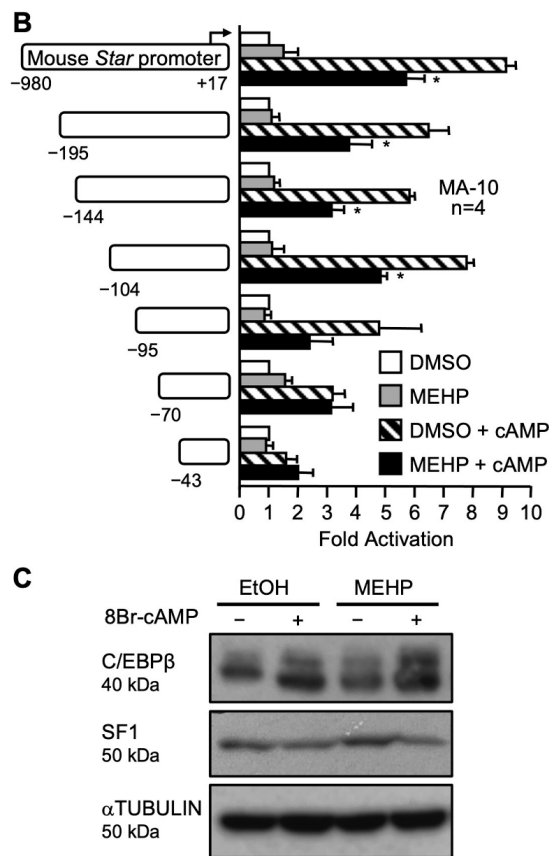 B
Mouse Star promoter
−980 +17
*
−195
*
−144
*
MA-10
n=4
−104
*
−95
−70
−43
DMSO
MEHP
DMSO + cAMP
MEHP + cAMP
0 1 2 3 4 5 6 7 8 9 10
Fold Activation
C
EtOH MEHP
8Br-cAMP − + − +
C/EBPβ
40 kDa
SF1
50 kDa
αTUBULIN
50 kDa